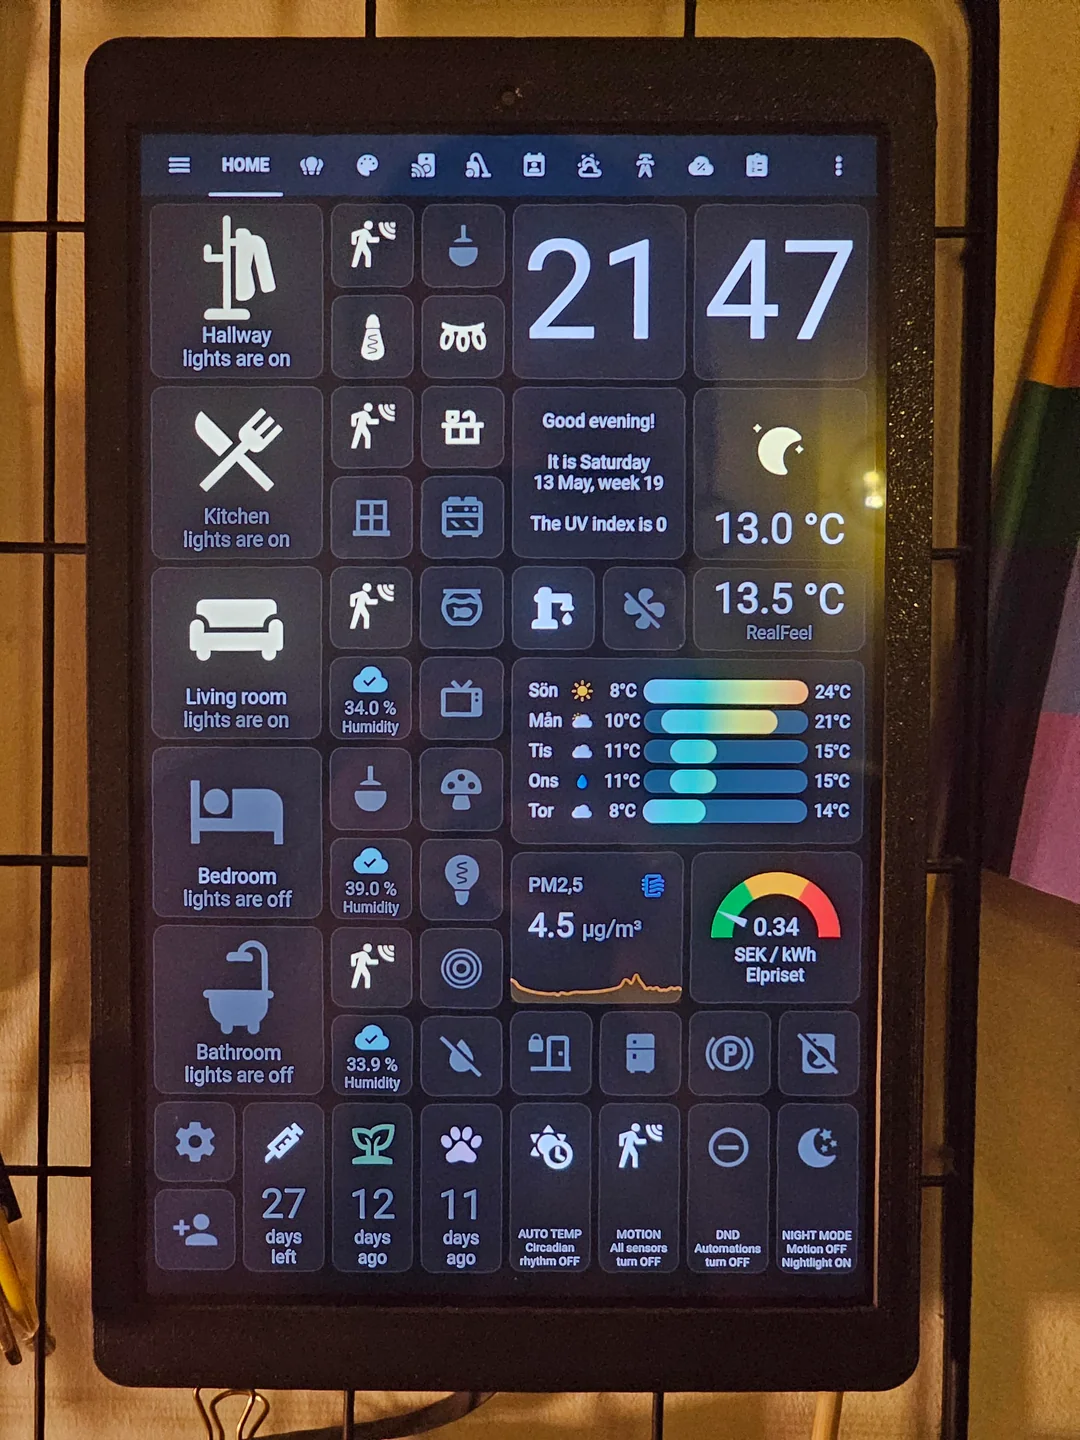 HOME
Hallway
lights are on
21
47
Kitchen
lights are on
Good evening!
It is Saturday
13 May, week 19
The UV index is 0
13.0 °C
Living room
lights are on
34.0 %
Humidity
13.5 °C
RealFeel
Sön 8°C 24°C
Mån 10°C 21°C
Tis 11°C 15°C
Ons 11°C 15°C
Tor 8°C 14°C
Bedroom
lights are off
39.0 %
Humidity
PM2,5
4.5 µg/m³
0.34
SEK / kWh
Elpriset
Bathroom
lights are off
33.9 %
Humidity
P
27
days
left
12
days
ago
11
days
ago
AUTO TEMP
Circadian
rhythm OFF
MOTION
All sensors
turn OFF
DND
Automations
turn OFF
NIGHT MODE
Motion OFF
Nightlight ON